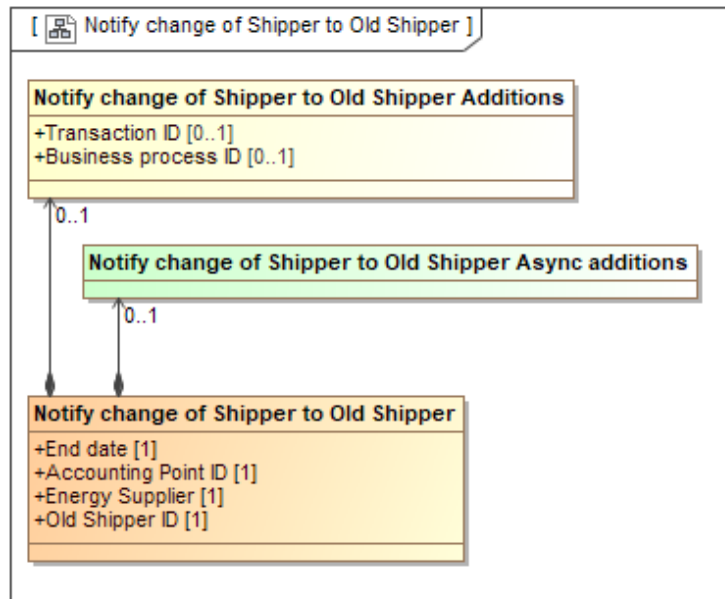 [ Notify change of Shipper to Old Shipper ]
Notify change of Shipper to Old Shipper Additions
+Transaction ID [0..1]
+Business process ID [0..1]
0..1
Notify change of Shipper to Old Shipper Async additions
0..1
Notify change of Shipper to Old Shipper
+End date [1]
+Accounting Point ID [1]
+Energy Supplier [1]
+Old Shipper ID [1]